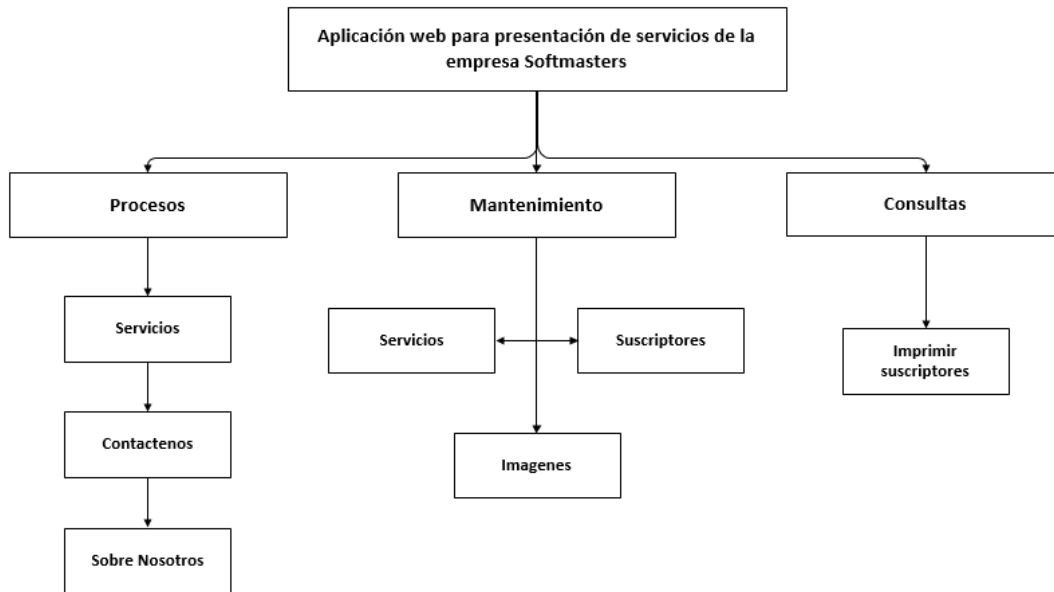 Aplicación web para presentación de servicios de la
empresa Softmasters
Procesos
Mantenimiento
Consultas
Servicios
Servicios
Suscriptores
Imprimir
suscriptores
Contactenos
Imagenes
Sobre Nosotros